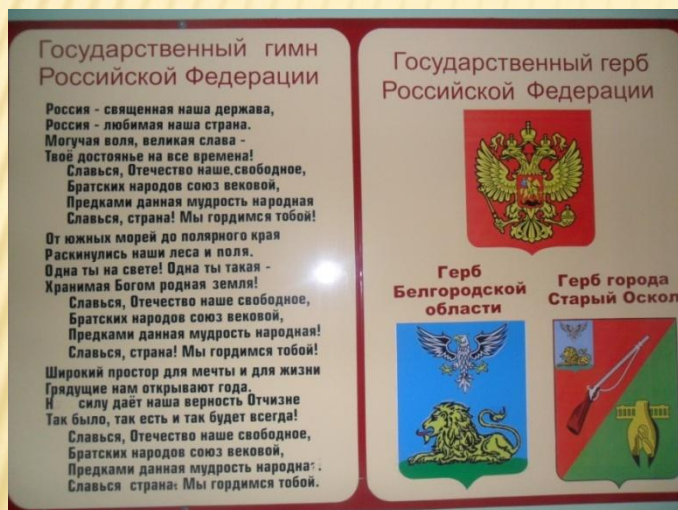 Государственный гимн
Российской Федерации
Россия - священная наша держава,
Россия - любимая наша страна.
Могучая воля, великая слава -
Твоё достоянье на все времена!
Славься, Отечество наше свободное,
Братских народов союз вековой,
Предками данная мудрость народная
Славься, страна! Мы гордимся тобой!
От южных морей до полярного края
Раскинулись наши леса и поля.
Одна ты на свете! Одна ты такая -
Хранимая Богом родная земля!
Славься, Отечество наше свободное,
Братских народов союз вековой,
Предками данная мудрость народная!
Славься, страна! Мы гордимся тобой!
Широкий простор для мечты и для жизни
Грядущие нам открывают года.
Н силу даёт наша верность Отчизне
Так было, так есть и так будет всегда!
Славься, Отечество наше свободное,
Братских народов союз вековой,
Предками данная мудрость народна
Славься страна Мы гордимся тобой.
Государственный герб
Российской Федерации
Герб
Белгородской
области
Герб города
Старый Оскол